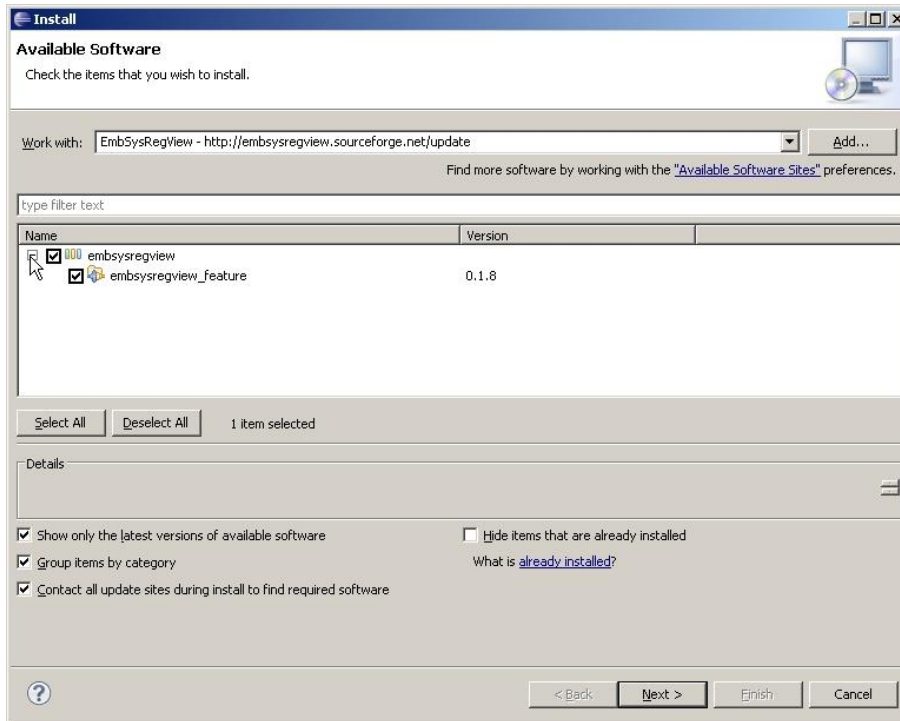 Install
Available Software
Check the items that you wish to install.
Work with: EmbSysRegView - http://embsysregview.sourceforge.net/update Add...
Find more software by working with the "Available Software Sites" preferences.
type filter text
Name Version
embsysregview
embsysregview_feature 0.1.8
Select All Deselect All 1 item selected
Details
Show only the latest versions of available software Hide items that are already installed
Group items by category What is already installed?
Contact all update sites during install to find required software
? < Back Next > Finish Cancel